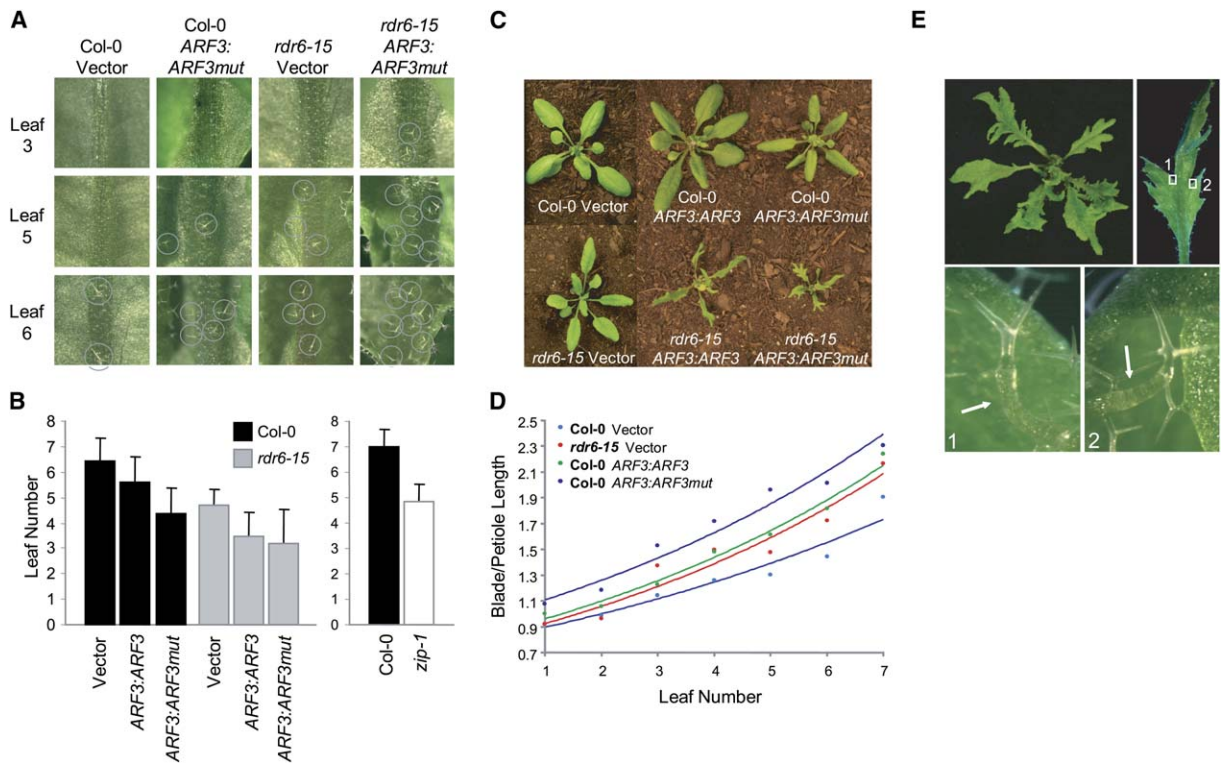 A
Col-0
Vector
Col-0
ARF3:
ARF3mut
rdr6-15
Vector
rdr6-15
ARF3:
ARF3mut
Leaf
3
Leaf
5
Leaf
6
B
8
7
6
5
4
3
2
1
0
Leaf Number
Col-0
rdr6-15
Vector
ARF3:ARF3
ARF3:ARF3mut
Vector
ARF3:ARF3
ARF3:ARF3mut
8
7
6
5
4
3
2
1
0
Col-0
zip-1
C
Col-0 Vector
Col-0
ARF3:ARF3
Col-0
ARF3:ARF3mut
rdr6-15 Vector
rdr6-15
ARF3:ARF3
rdr6-15
ARF3:ARF3mut
D
Col-0 Vector
rdr6-15 Vector
Col-0 ARF3:ARF3
Col-0 ARF3:ARF3mut
2.5
2.3
2.1
1.9
1.7
1.5
1.3
1.1
0.9
0.7
Blade/Petiole Length
1 2 3 4 5 6 7
Leaf Number
E
1
2
1
2